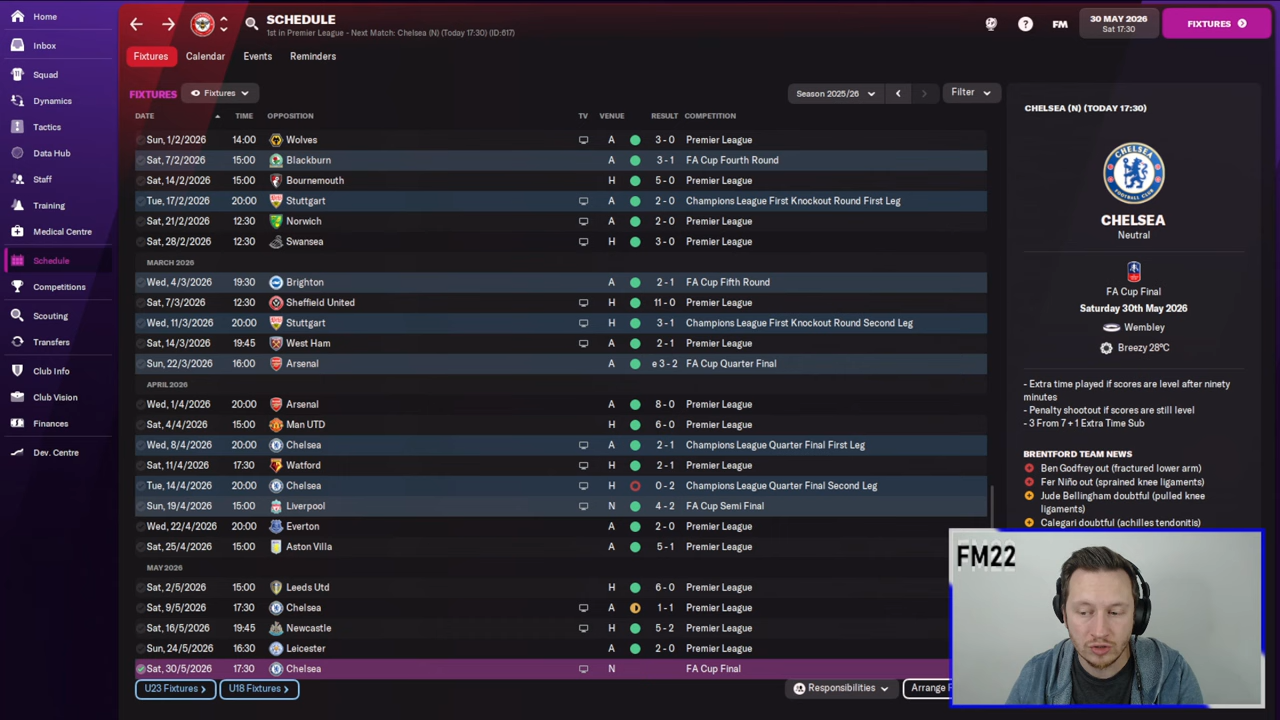 Home
Inbox
Squad
Dynamics
Tactics
Data Hub
Staff
Training
Medical Centre
Schedule
Competitions
Scouting
Transfers
Club Info
Club Vision
Finances
Dev. Centre
SCHEDULE
1st in Premier League - Next Match: Chelsea (N) (Today 17:30) (ID:617)
FM
30 MAY 2026
Sat 17:30
FIXTURES
Fixtures Calendar Events Reminders
FIXTURES Fixtures Season 2025/26 Filter
DATE TIME OPPOSITION TV VENUE RESULT COMPETITION
Sun, 1/2/2026 14:00 Wolves A 3 - 0 Premier League
Sat, 7/2/2026 15:00 Blackburn A 3 - 1 FA Cup Fourth Round
Sat, 14/2/2026 15:00 Bournemouth H 5 - 0 Premier League
Tue, 17/2/2026 20:00 Stuttgart A 2 - 0 Champions League First Knockout Round First Leg
Sat, 21/2/2026 12:30 Norwich A 2 - 0 Premier League
Sat, 28/2/2026 12:30 Swansea H 3 - 0 Premier League
MARCH 2026
Wed, 4/3/2026 19:30 Brighton A 2 - 1 FA Cup Fifth Round
Sat, 7/3/2026 12:30 Sheffield United H 11 - 0 Premier League
Wed, 11/3/2026 20:00 Stuttgart H 3 - 1 Champions League First Knockout Round Second Leg
Sat, 14/3/2026 19:45 West Ham A 2 - 1 Premier League
Sun, 22/3/2026 16:00 Arsenal A e 3 - 2 FA Cup Quarter Final
APRIL 2026
Wed, 1/4/2026 20:00 Arsenal A 8 - 0 Premier League
Sat, 4/4/2026 15:00 Man UTD H 6 - 0 Premier League
Wed, 8/4/2026 20:00 Chelsea A 2 - 1 Champions League Quarter Final First Leg
Sat, 11/4/2026 17:30 Watford H 2 - 1 Premier League
Tue, 14/4/2026 20:00 Chelsea H 0 - 2 Champions League Quarter Final Second Leg
Sun, 19/4/2026 15:00 Liverpool N 4 - 2 FA Cup Semi Final
Wed, 22/4/2026 20:00 Everton A 2 - 0 Premier League
Sat, 25/4/2026 15:00 Aston Villa A 5 - 1 Premier League
MAY 2026
Sat, 2/5/2026 15:00 Leeds Utd H 6 - 0 Premier League
Sat, 9/5/2026 17:30 Chelsea A 1 - 1 Premier League
Sat, 16/5/2026 19:45 Newcastle H 5 - 2 Premier League
Sun, 24/5/2026 16:30 Leicester A 2 - 0 Premier League
Sat, 30/5/2026 17:30 Chelsea N FA Cup Final
U23 Fixtures U18 Fixtures Responsibilities Arrange
CHELSEA (N) (TODAY 17:30)
CHELSEA
Neutral
FA Cup Final
Saturday 30th May 2026
Wembley
Breezy 28°C
- Extra time played if scores are level after ninety
minutes
- Penalty shootout if scores are still level
- 3 From 7 + 1 Extra Time Sub
BRENTFORD TEAM NEWS
Ben Godfrey out (fractured lower arm)
Fer Niño out (sprained knee ligaments)
Jude Bellingham doubtful (pulled knee
ligaments)
Calegari doubtful (achilles tendonitis)
FM22